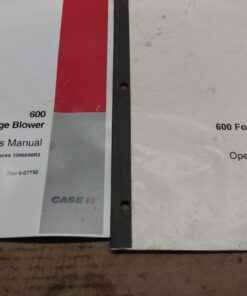 600
ge Blower
s Manual
CASE IH
600 Fo
Ope